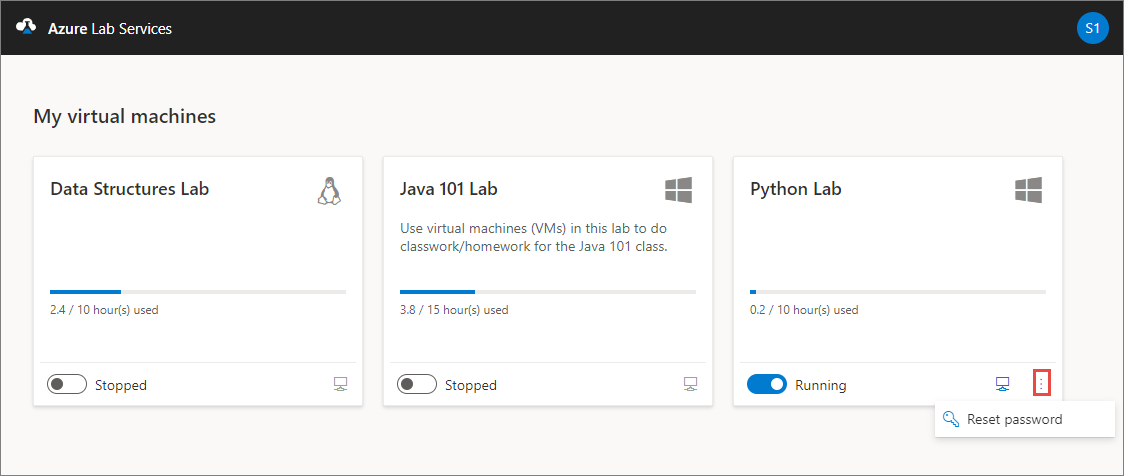 Azure Lab Services
S1
My virtual machines
Data Structures Lab
2.4 / 10 hour(s) used
Stopped
Java 101 Lab
Use virtual machines (VMs) in this lab to do
classwork/homework for the Java 101 class.
3.8 / 15 hour(s) used
Stopped
Python Lab
0.2 / 10 hour(s) used
Running
Reset password